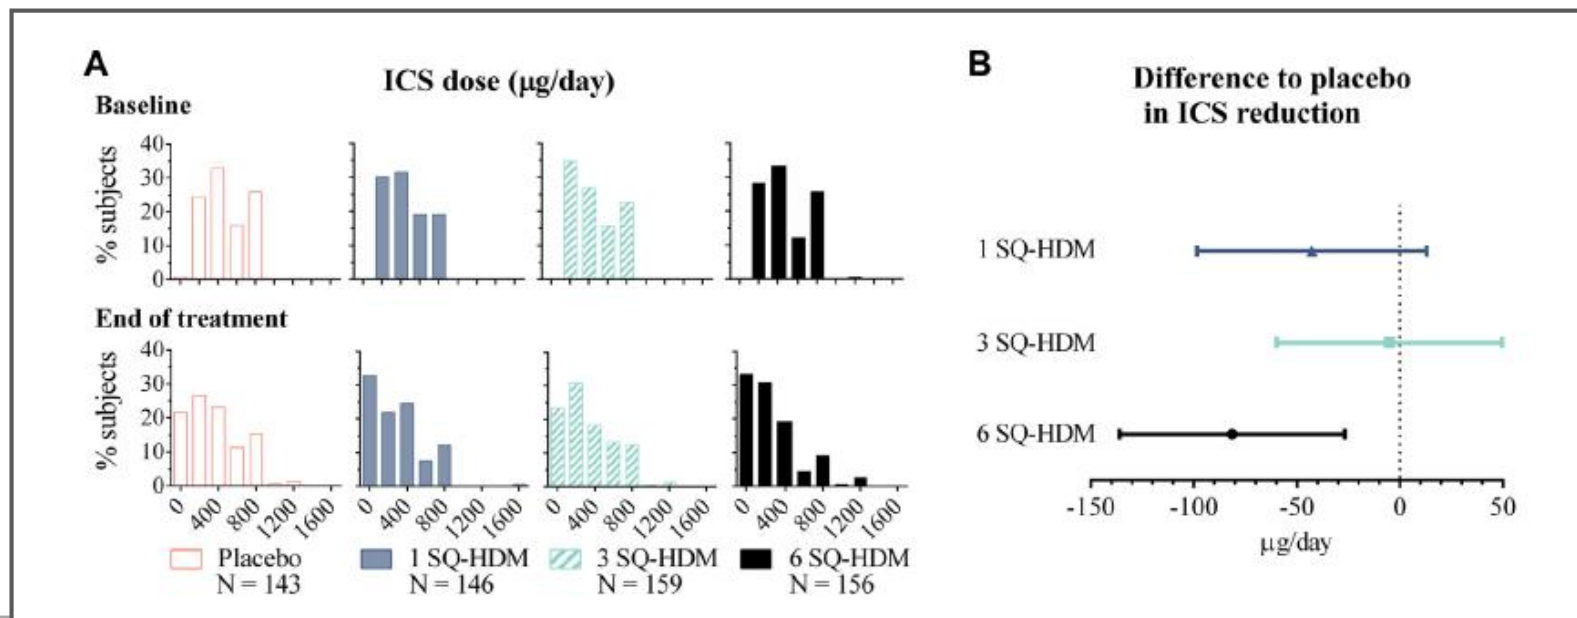 A
ICS dose (μg/day)
Baseline
% subjects
40
30
20
10
0
End of treatment
% subjects
40
30
20
10
0
0 400 800 1200 1600
0 400 800 1200 1600
0 400 800 1200 1600
0 400 800 1200 1600
Placebo
N = 143
1 SQ-HDM
N = 146
3 SQ-HDM
N = 159
6 SQ-HDM
N = 156
B
Difference to placebo
in ICS reduction
1 SQ-HDM
3 SQ-HDM
6 SQ-HDM
-150 -100 -50 0 50
μg/day